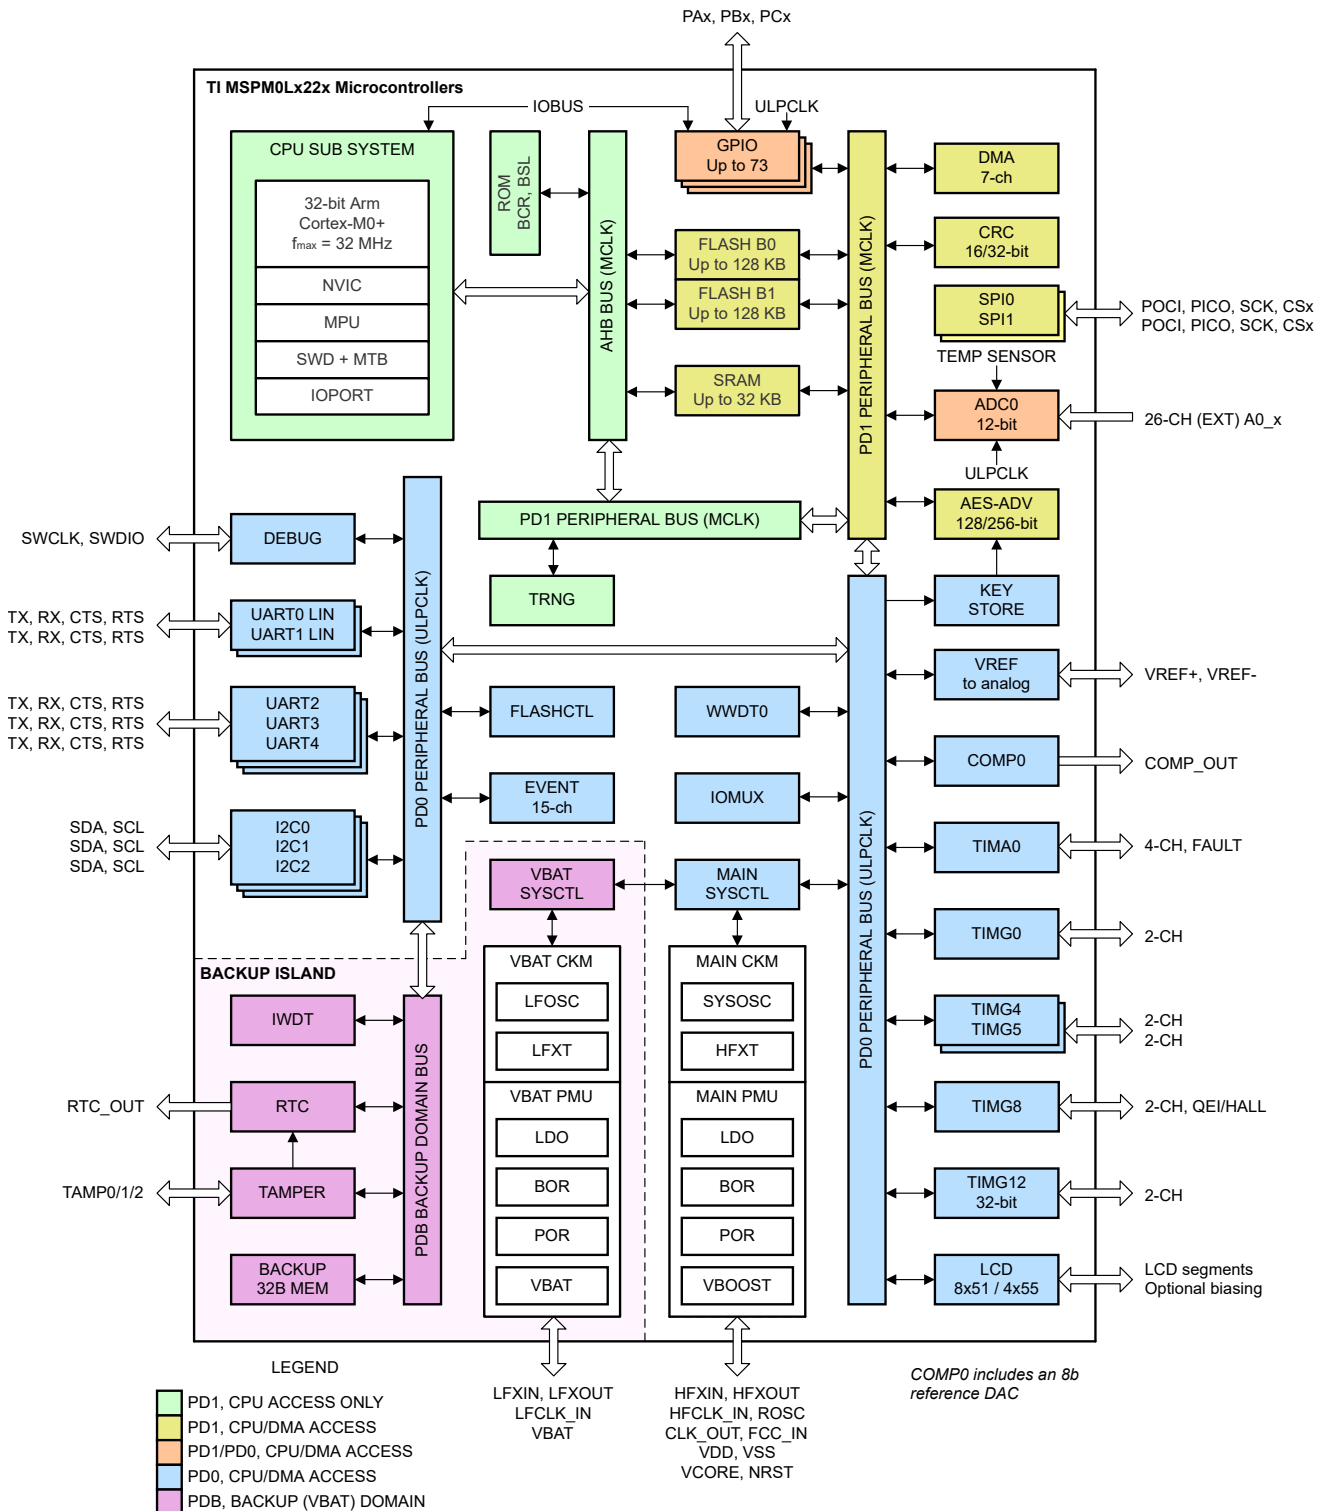 PAx, PBx, PCx
TI MSPM0Lx22x Microcontrollers
IOBUS
ULPCLK
CPU SUB SYSTEM
32-bit Arm
Cortex-M0+
fmax = 32 MHz
NVIC
MPU
SWD + MTB
IOPORT
ROM
BCR, BSL
AHB BUS (MCLK)
GPIO
Up to 73
FLASH B0
Up to 128 KB
FLASH B1
Up to 128 KB
SRAM
Up to 32 KB
PD1 PERIPHERAL BUS (MCLK)
DMA
7-ch
CRC
16/32-bit
SPI0
SPI1
POCI, PICO, SCK, CSx
POCI, PICO, SCK, CSx
TEMP SENSOR
ADC0
12-bit
26-CH (EXT) A0_x
ULPCLK
AES-ADV
128/256-bit
PD1 PERIPHERAL BUS (MCLK)
TRNG
SWCLK, SWDIO
DEBUG
TX, RX, CTS, RTS
TX, RX, CTS, RTS
UART0 LIN
UART1 LIN
TX, RX, CTS, RTS
TX, RX, CTS, RTS
TX, RX, CTS, RTS
UART2
UART3
UART4
SDA, SCL
SDA, SCL
SDA, SCL
I2C0
I2C1
I2C2
PD0 PERIPHERAL BUS (ULPCLK)
FLASHCTL
EVENT
15-ch
WWDT0
IOMUX
VBAT
SYSCTL
MAIN
SYSCTL
PD0 PERIPHERAL BUS (ULPCLK)
KEY
STORE
VREF
to analog
VREF+, VREF-
COMP0
COMP_OUT
TIMA0
4-CH, FAULT
TIMG0
2-CH
TIMG4
TIMG5
2-CH
2-CH
TIMG8
2-CH, QEI/HALL
TIMG12
32-bit
2-CH
LCD
8x51 / 4x55
LCD segments
Optional biasing
BACKUP ISLAND
IWDT
RTC_OUT
RTC
TAMP0/1/2
TAMPER
BACKUP
32B MEM
PDB BACKUP DOMAIN BUS
VBAT CKM
LFOSC
LFXT
VBAT PMU
LDO
BOR
POR
VBAT
MAIN CKM
SYSOSC
HFXT
MAIN PMU
LDO
BOR
POR
VBOOST
LFXIN, LFXOUT
LFCLK_IN
VBAT
HFXIN, HFXOUT
HFCLK_IN, ROSC
CLK_OUT, FCC_IN
VDD, VSS
VCORE, NRST
COMP0 includes an 8b
reference DAC
LEGEND
PD1, CPU ACCESS ONLY
PD1, CPU/DMA ACCESS
PD1/PD0, CPU/DMA ACCESS
PD0, CPU/DMA ACCESS
PDB, BACKUP (VBAT) DOMAIN